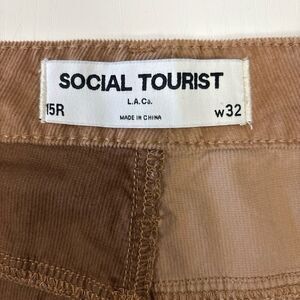 SOCIAL TOURIST
L.A.Co.
15R w32
MADE IN CHINA